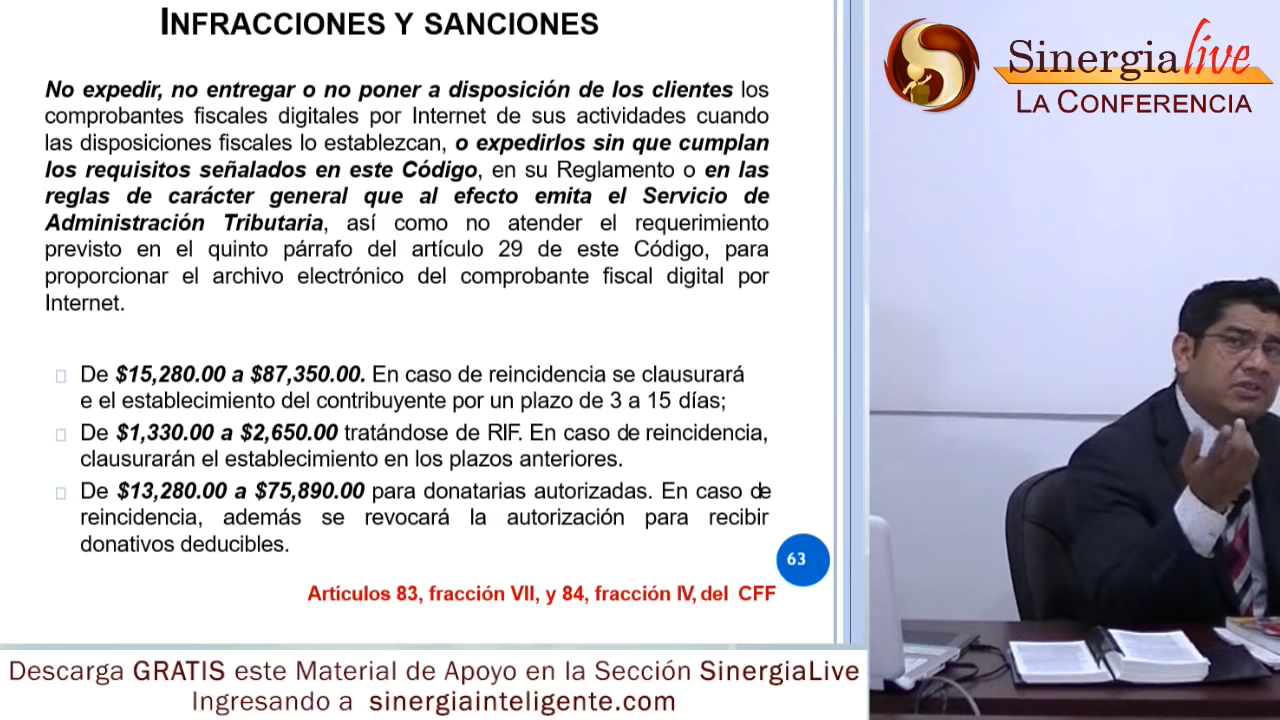 INFRACCIONES Y SANCIONES
No expedir, no entregar o no poner a disposición de los clientes los
comprobantes fiscales digitales por Internet de sus actividades cuando
las disposiciones fiscales lo establezcan, o expedirlos sin que cumplan
los requisitos señalados en este Código, en su Reglamento o en las
reglas de carácter general que al efecto emita el Servicio de
Administración Tributaria, así como no atender el requerimiento
previsto en el quinto párrafo del artículo 29 de este Código, para
proporcionar el archivo electrónico del comprobante fiscal digital por
Internet.
De $15,280.00 a $87,350.00. En caso de reincidencia se clausurará
e el establecimiento del contribuyente por un plazo de 3 a 15 días;
De $1,330.00 a $2,650.00 tratándose de RIF. En caso de reincidencia,
clausurarán el establecimiento en los plazos anteriores.
De $13,280.00 a $75,890.00 para donatarias autorizadas. En caso de
reincidencia, además se revocará la autorización para recibir
donativos deducibles.
63
Artículos 83, fracción VII, y 84, fracción IV, del CFF
Sinergialive
LA CONFERENCIA
Descarga GRATIS este Material de Apoyo en la Sección SinergiaLive
Ingresando a sinergiainteligente.com